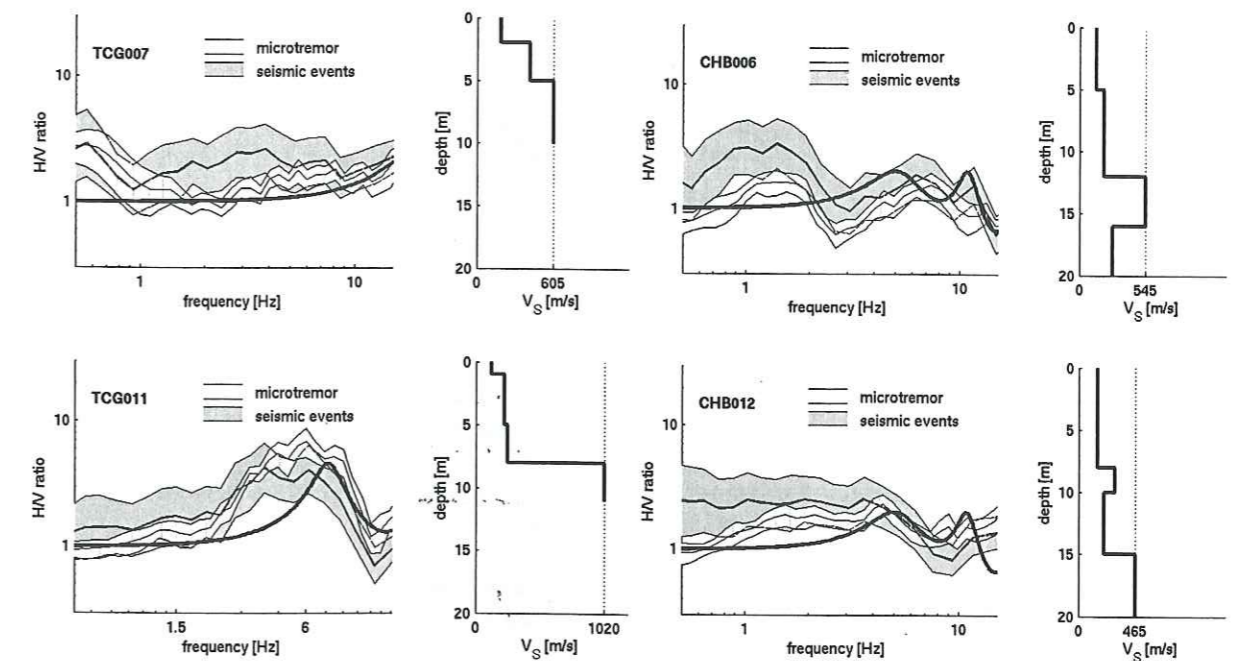 TCG007
microtremor
seismic events
10
1
H/V ratio
1
10
frequency [Hz]
0
5
10
15
20
depth [m]
0
605
V_S [m/s]
CHB006
microtremor
seismic events
10
1
H/V ratio
1
10
frequency [Hz]
0
5
10
15
20
depth [m]
0
545
V_S [m/s]
TCG011
microtremor
seismic events
10
1
H/V ratio
1.5
6
frequency [Hz]
0
5
10
15
20
depth [m]
0
1020
V_S [m/s]
CHB012
microtremor
seismic events
10
1
H/V ratio
1
10
frequency [Hz]
0
5
10
15
20
depth [m]
0
465
V_S [m/s]